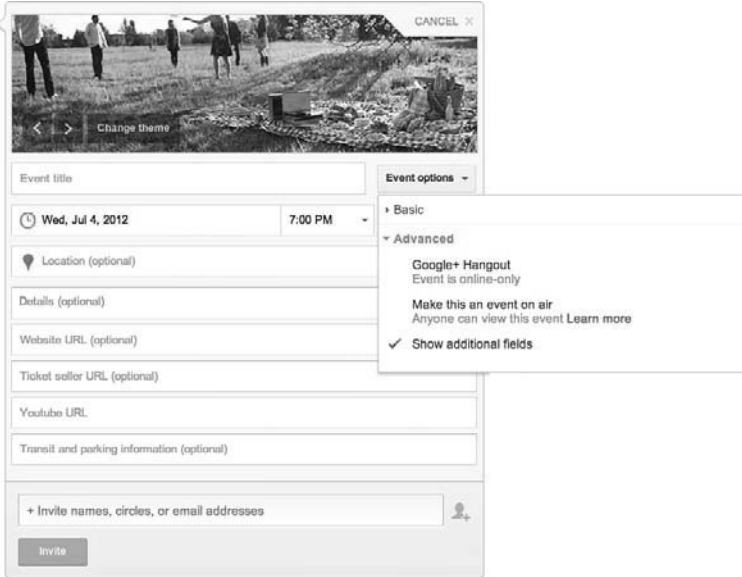 CANCEL ×
< > Change theme
Event title
Event options
Wed, Jul 4, 2012 7:00 PM
Basic
Advanced
Location (optional)
Google+ Hangout
Event is online-only
Details (optional)
Make this an event on air
Anyone can view this event Learn more
Website URL (optional)
✓ Show additional fields
Ticket seller URL (optional)
Youtube URL
Transit and parking information (optional)
+ Invite names, circles, or email addresses
Invite